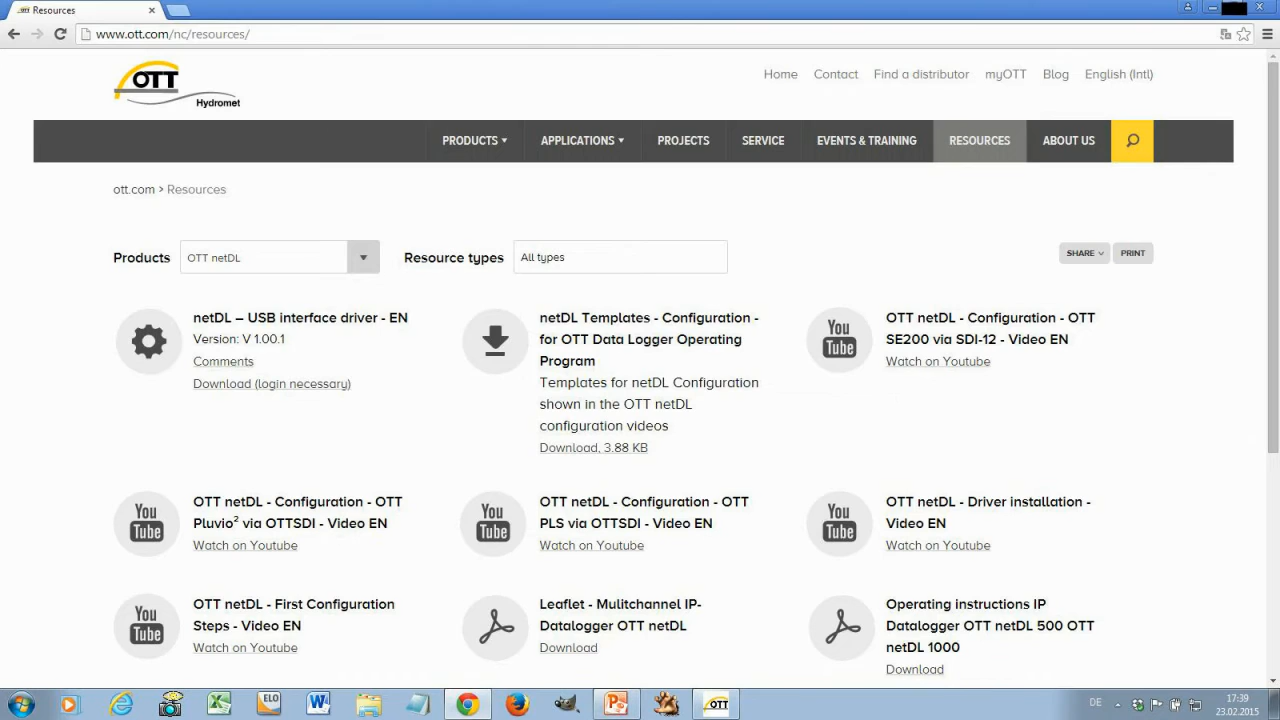 Resources
www.ott.com/nc/resources/
OTT
Hydromet
Home Contact Find a distributor myOTT Blog English (Intl)
PRODUCTS APPLICATIONS PROJECTS SERVICE EVENTS & TRAINING RESOURCES ABOUT US
ott.com > Resources
Products OTT netDL Resource types All types SHARE PRINT
netDL – USB interface driver - EN
Version: V 1.00.1
Comments
Download (login necessary)
netDL Templates - Configuration -
for OTT Data Logger Operating
Program
Templates for netDL Configuration
shown in the OTT netDL
configuration videos
Download, 3.88 KB
You
Tube
OTT netDL - Configuration - OTT
SE200 via SDI-12 - Video EN
Watch on Youtube
You
Tube
OTT netDL - Configuration - OTT
Pluvio² via OTTSDI - Video EN
Watch on Youtube
You
Tube
OTT netDL - Configuration - OTT
PLS via OTTSDI - Video EN
Watch on Youtube
You
Tube
OTT netDL - Driver installation -
Video EN
Watch on Youtube
You
Tube
OTT netDL - First Configuration
Steps - Video EN
Watch on Youtube
Leaflet - Mulitchannel IP-
Datalogger OTT netDL
Download
Operating instructions IP
Datalogger OTT netDL 500 OTT
netDL 1000
Download
ELO
OTT
DE
17:39
23.02.2015